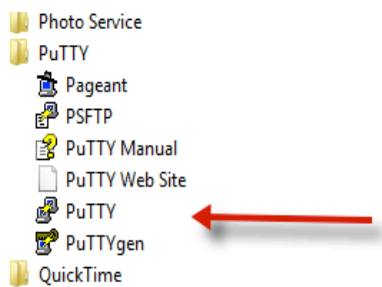 Photo Service
PuTTY
Pageant
PSFTP
PuTTY Manual
PuTTY Web Site
PuTTY
PuTTYgen
QuickTime